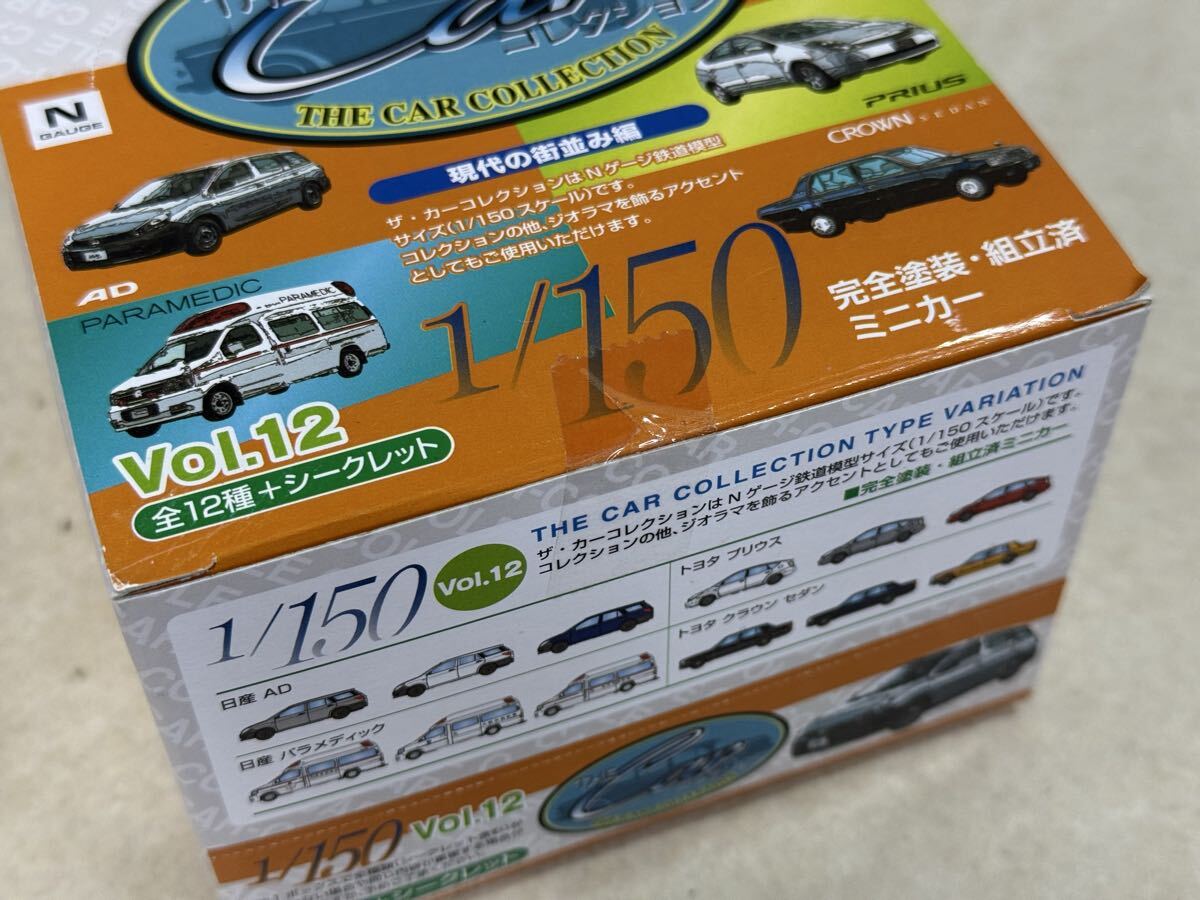 THE Car
コレクション
THE CAR COLLECTION
N
GAUGE
PRIUS
CROWN SEDAN
現代の街並み編
ザ・カーコレクションはNゲージ鉄道模型
サイズ(1/150スケール)です。
コレクションの他、ジオラマを飾るアクセント
としてもご使用いただけます。
AD
PARAMEDIC
PARAMEDIC
1/150
完全塗装・組立済
ミニカー
Vol.12
全12種+シークレット
THE CAR COLLECTION TYPE VARIATION
ザ・カーコレクションはNゲージ鉄道模型サイズ(1/150スケール)です。
コレクションの他、ジオラマを飾るアクセントとしてもご使用いただけます。
■完全塗装・組立済ミニカー
1/150
Vol.12
日産 AD
トヨタ プリウス
日産 パラメディック
トヨタ クラウン セダン
THE Car
1/150
Vol.12
シークレット